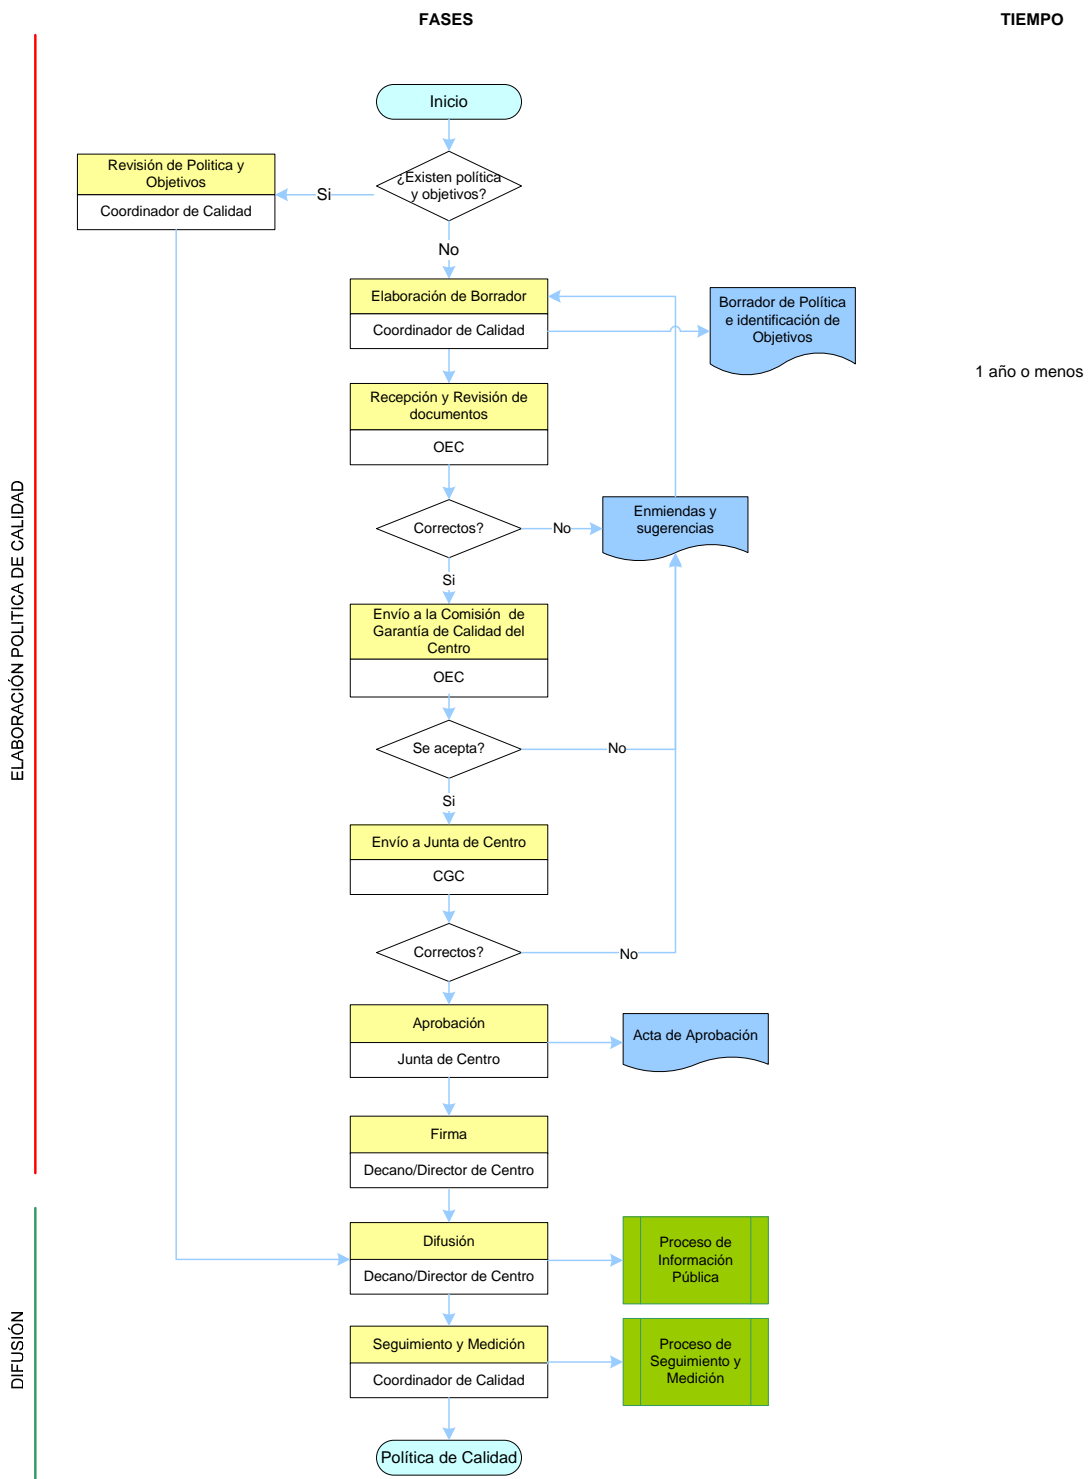 FASES
TIEMPO
Inicio
¿Existen política
y objetivos?
Si
Revisión de Politica y
Objetivos
Coordinador de Calidad
No
Elaboración de Borrador
Coordinador de Calidad
Borrador de Política
e identificación de
Objetivos
1 año o menos
Recepción y Revisión de
documentos
OEC
Correctos?
No
Enmiendas y
sugerencias
Si
Envío a la Comisión de
Garantía de Calidad del
Centro
OEC
Se acepta?
No
Si
Envío a Junta de Centro
CGC
Correctos?
No
Aprobación
Junta de Centro
Acta de Aprobación
Firma
Decano/Director de Centro
ELABORACIÓN POLITICA DE CALIDAD
Difusión
Decano/Director de Centro
Proceso de
Información
Pública
Seguimiento y Medición
Coordinador de Calidad
Proceso de
Seguimiento y
Medición
Política de Calidad
DIFUSIÓN